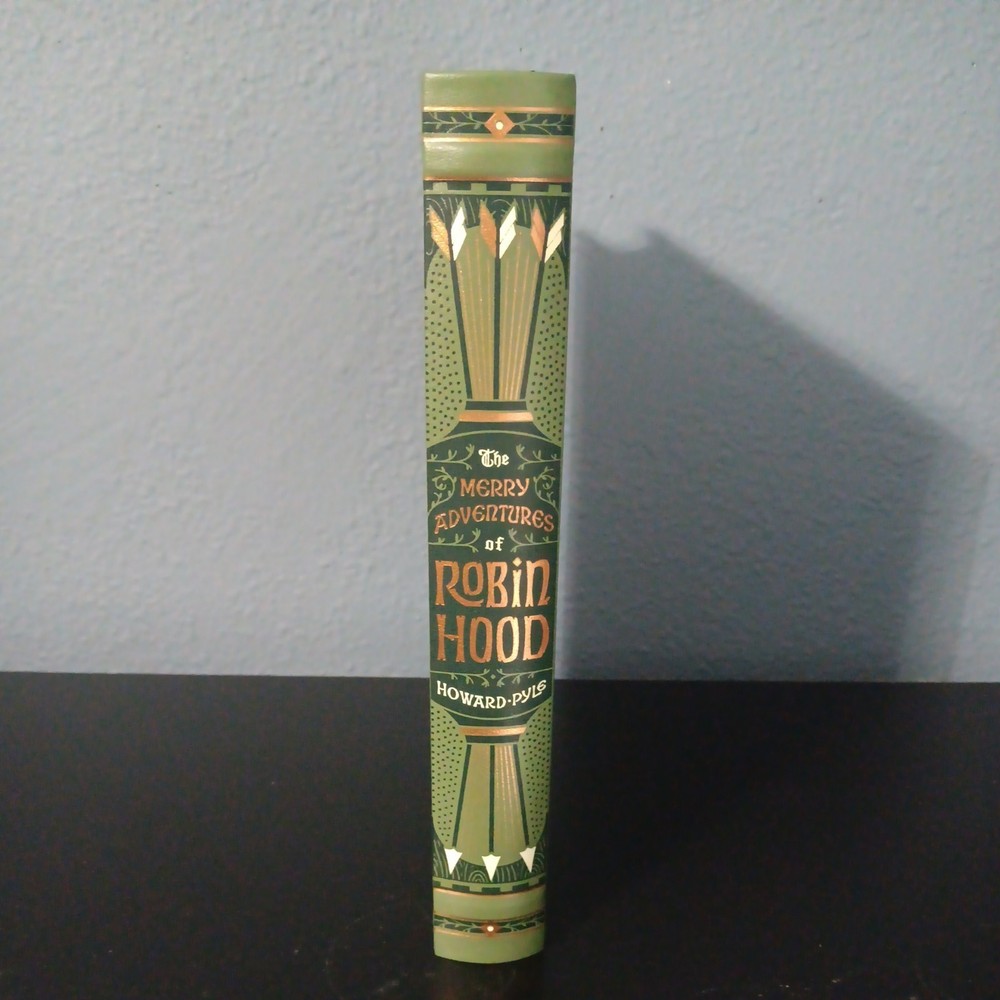 The
MERRY
ADVENTURES
of
ROBiN
HOOD
HOWARD·PYLE